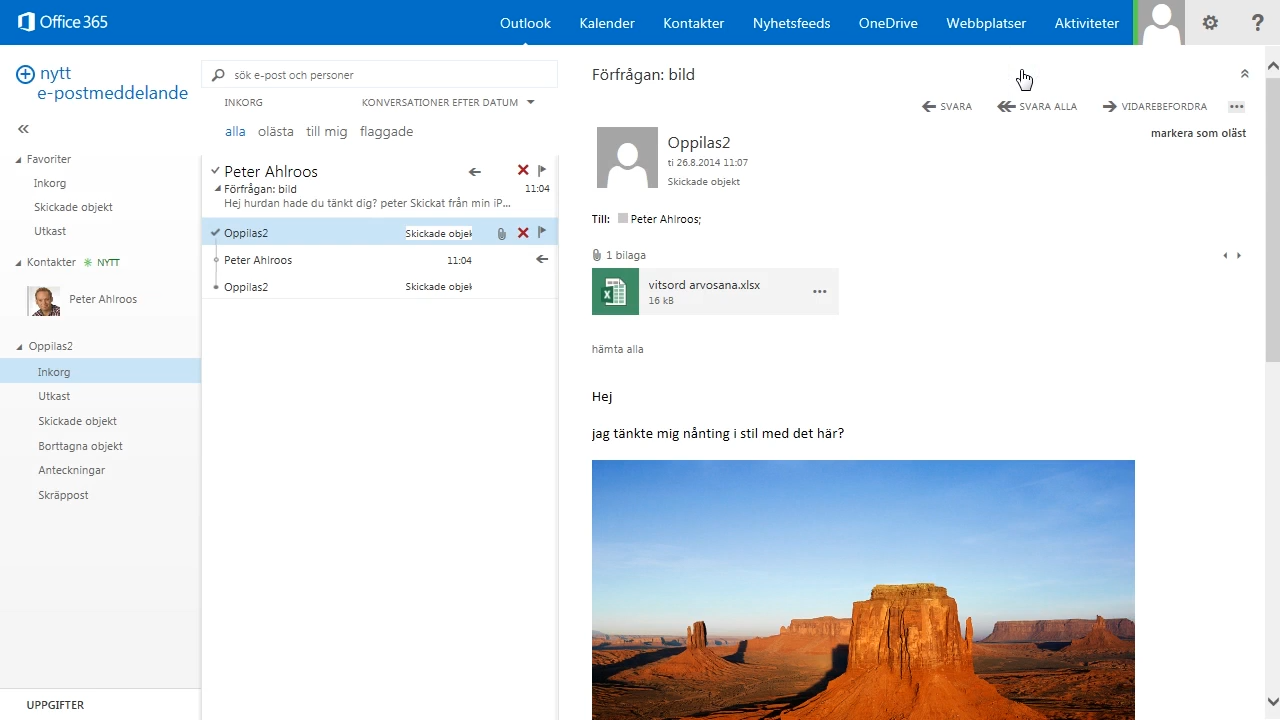 Office 365
Outlook Kalender Kontakter Nyhetsfeeds OneDrive Webbplatser Aktiviteter ?
nytt
e-postmeddelande
Favoriter
Inkorg
Skickade objekt
Utkast
Kontakter NYTT
Peter Ahlroos
Oppilas2
Inkorg
Utkast
Skickade objekt
Borttagna objekt
Anteckningar
Skräppost
UPPGIFTER
sök e-post och personer
INKORG KONVERSATIONER EFTER DATUM
alla olästa till mig flaggade
Peter Ahlroos
Förfrågan: bild 11:04
Hej hurdan hade du tänkt dig? peter Skickat från min iP...
Oppilas2 Skickade objek
Peter Ahlroos 11:04
Oppilas2 Skickade objek
Förfrågan: bild
SVARA SVARA ALLA VIDAREBEFORDRA
markera som oläst
Oppilas2
ti 26.8.2014 11:07
Skickade objekt
Till: Peter Ahlroos;
1 bilaga
vitsord arvosana.xlsx
16 kB
hämta alla
Hej
jag tänkte mig nånting i stil med det här?